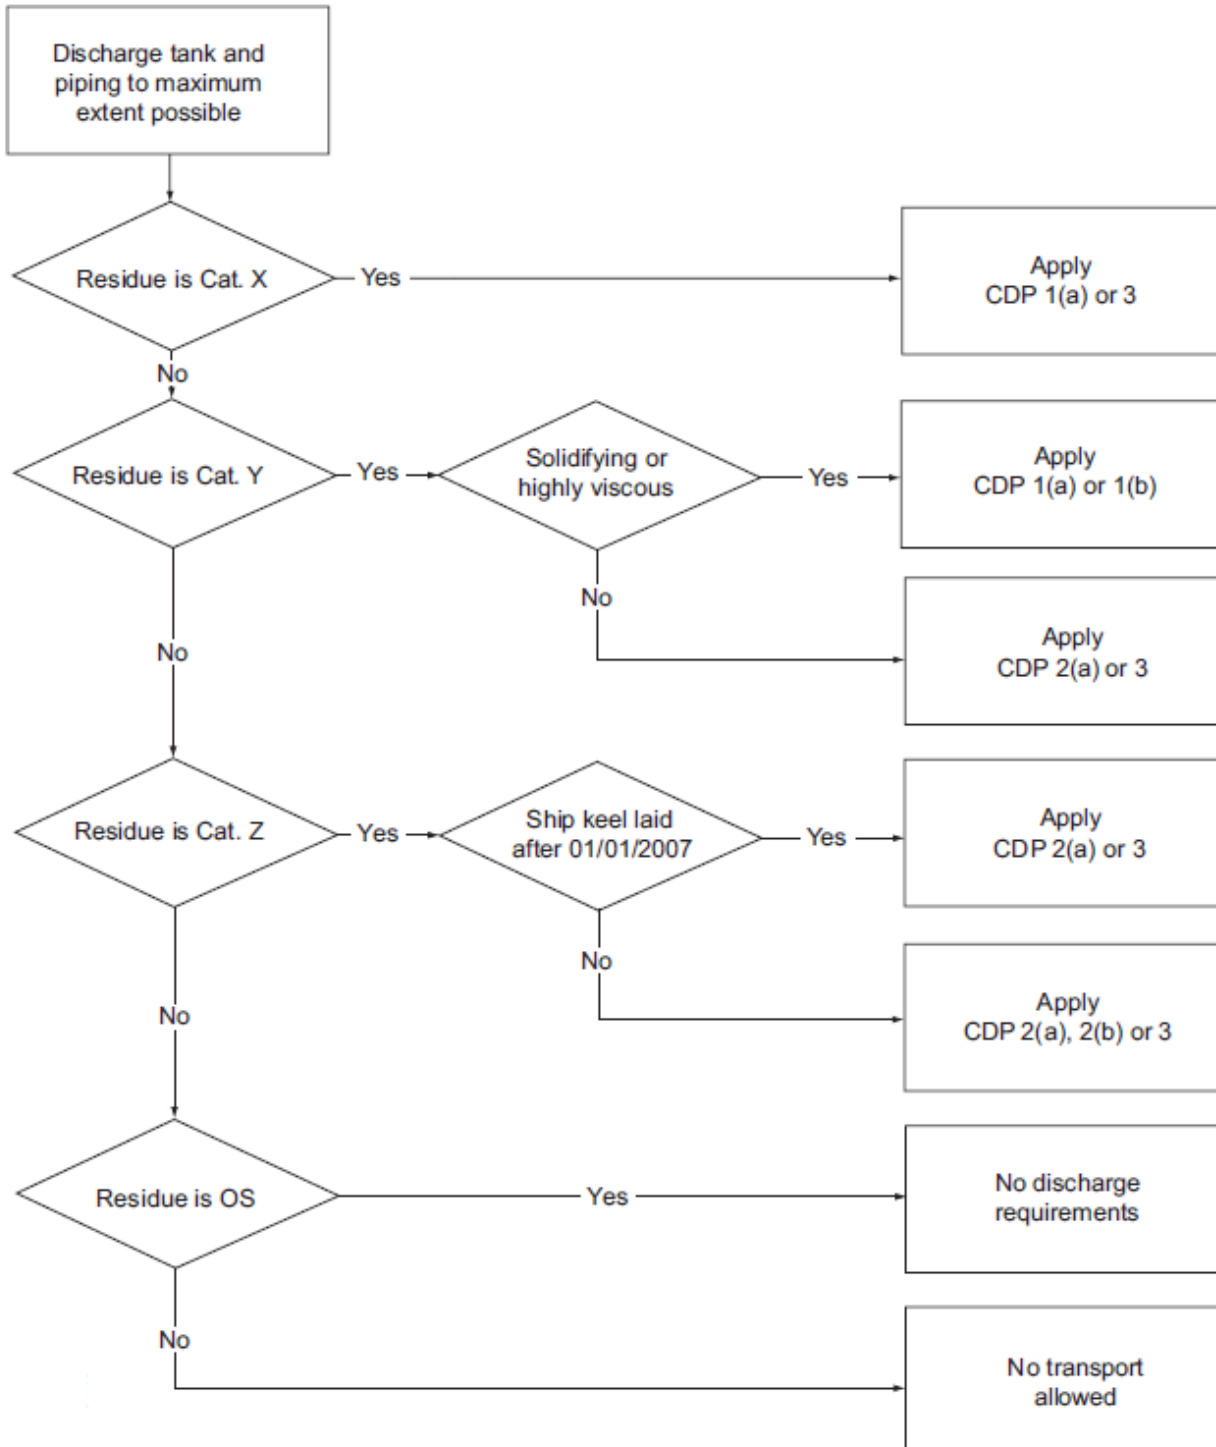 Discharge tank and
piping to maximum
extent possible
Residue is Cat. X
Yes
Apply
CDP 1(a) or 3
No
Residue is Cat. Y
Yes
Solidifying or
highly viscous
Yes
Apply
CDP 1(a) or 1(b)
No
Apply
CDP 2(a) or 3
No
Residue is Cat. Z
Yes
Ship keel laid
after 01/01/2007
Yes
Apply
CDP 2(a) or 3
No
Apply
CDP 2(a), 2(b) or 3
No
Residue is OS
Yes
No discharge
requirements
No
No transport
allowed